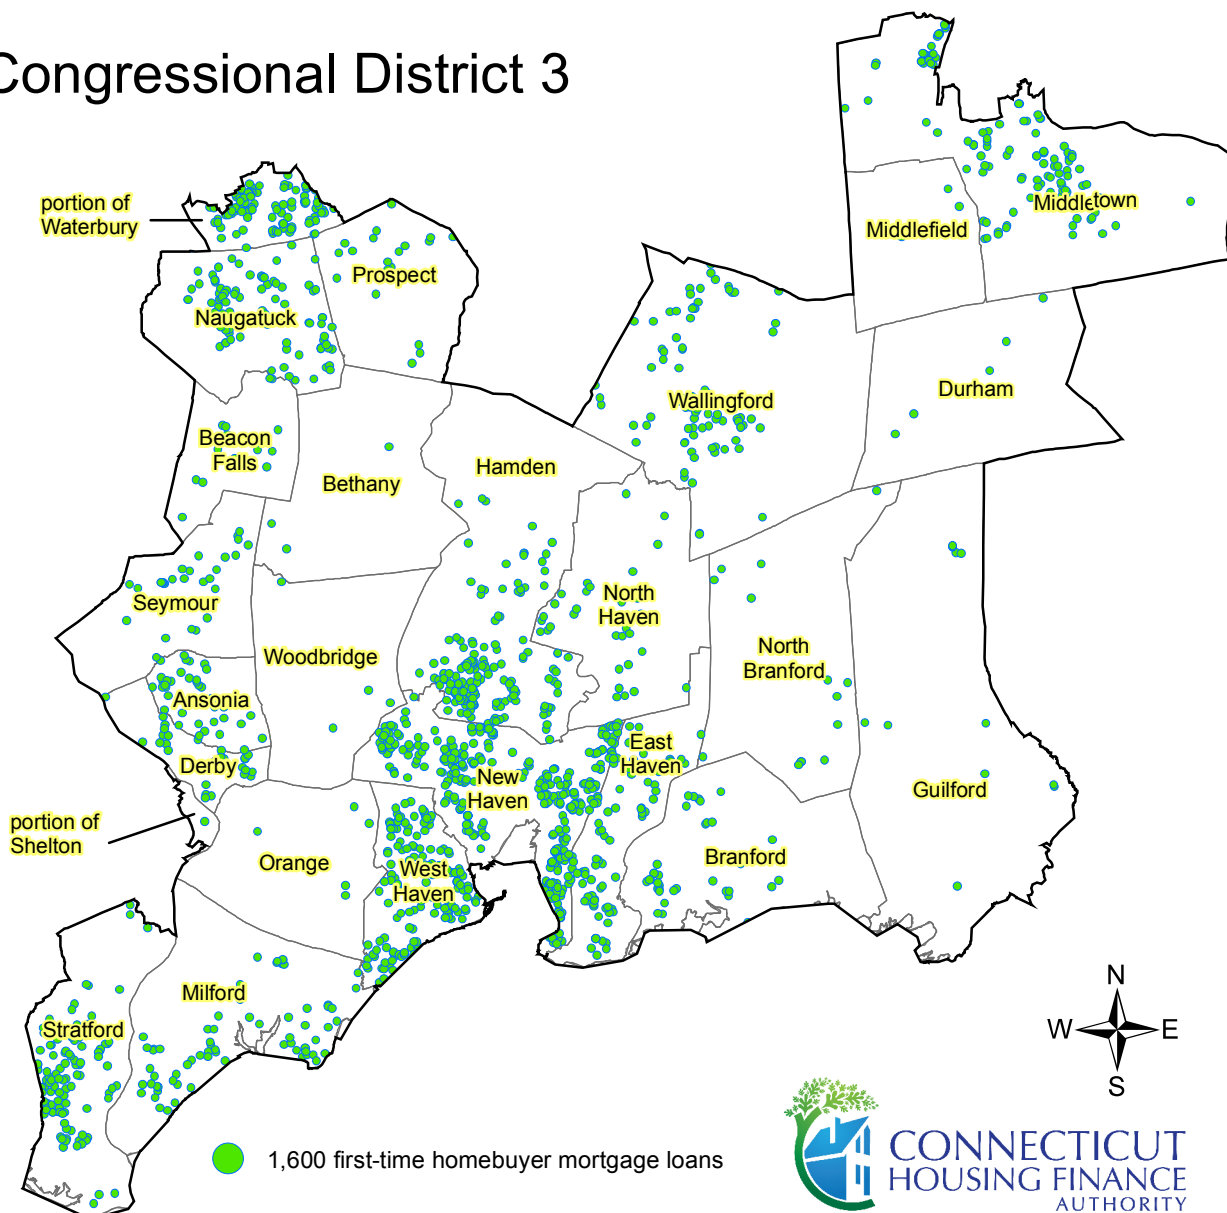 Congressional District 3
portion of
Waterbury
Middletown
Middlefield
Prospect
Naugatuck
Durham
Wallingford
Beacon
Falls
Hamden
Bethany
North
Haven
Seymour
North
Branford
Woodbridge
Ansonia
East
Haven
Derby
New
Haven
Guilford
portion of
Shelton
Orange
West
Haven
Branford
Milford
Stratford
N
W
E
S
1,600 first-time homebuyer mortgage loans
CONNECTICUT
HOUSING FINANCE
AUTHORITY